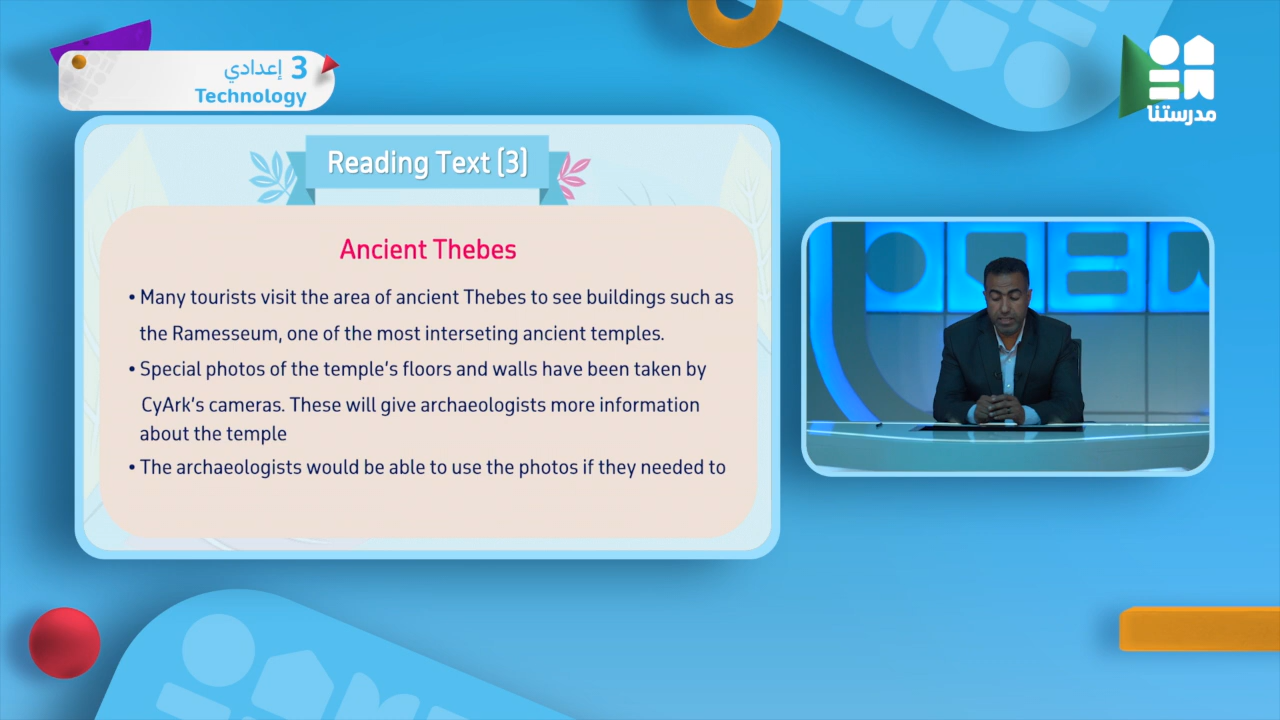 3 إعدادي
Technology
مدرستنا
Reading Text (3)
Ancient Thebes
• Many tourists visit the area of ancient Thebes to see buildings such as
the Ramesseum, one of the most interseting ancient temples.
• Special photos of the temple's floors and walls have been taken by
CyArk's cameras. These will give archaeologists more information
about the temple
• The archaeologists would be able to use the photos if they needed to